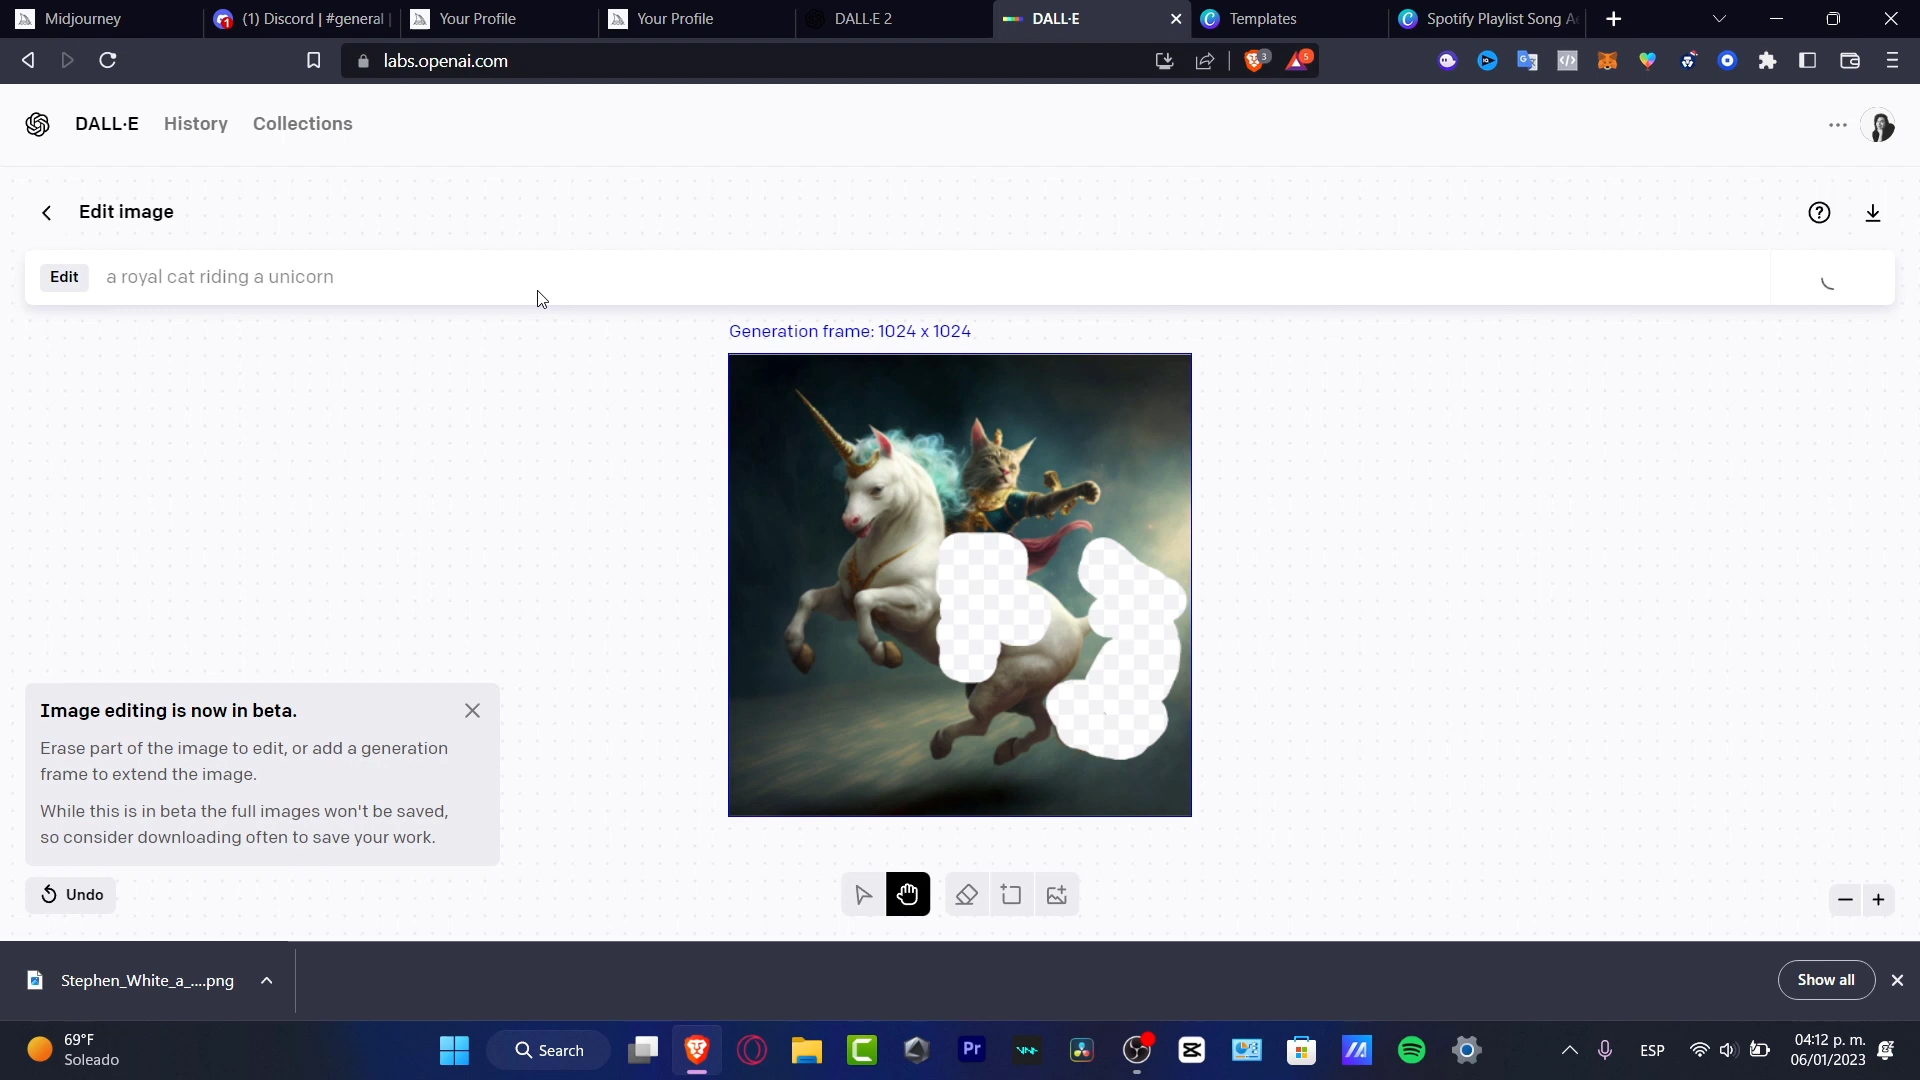 Midjourney
(1) Discord | #general
Your Profile
Your Profile
DALL·E 2
DALL·E
Templates
Spotify Playlist Song A
labs.openai.com
3
5
DALL·E
History
Collections
Edit image
Edit
a royal cat riding a unicorn
Generation frame: 1024 x 1024
Image editing is now in beta.
Erase part of the image to edit, or add a generation
frame to extend the image.
While this is in beta the full images won't be saved,
so consider downloading often to save your work.
Undo
Stephen_White_a_....png
Show all
69°F
Soleado
Search
Pr
ESP
04:12 p. m.
06/01/2023